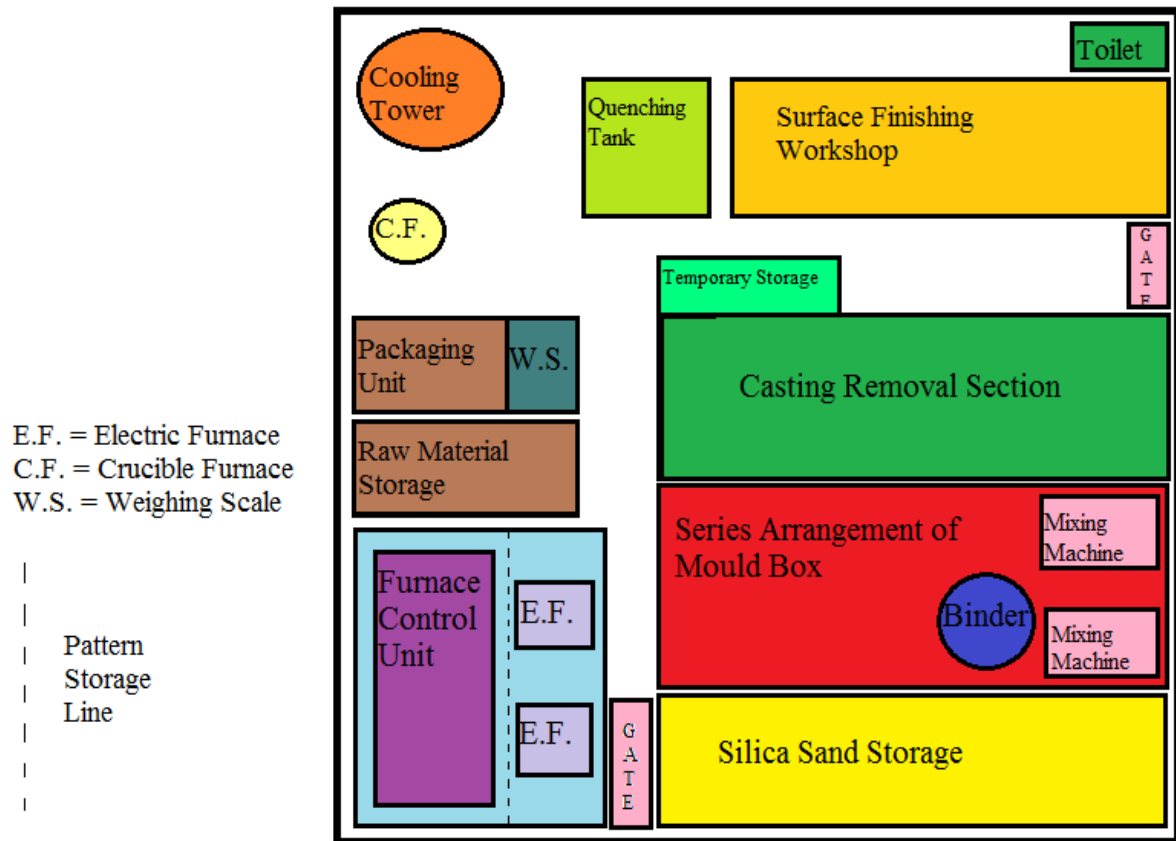 Toilet
Cooling
Tower
Quenching
Tank
Surface Finishing
Workshop
C.F.
G
A
T
E
Temporary Storage
Packaging
Unit
W.S.
Casting Removal Section
E.F. = Electric Furnace
C.F. = Crucible Furnace
W.S. = Weighing Scale
Raw Material
Storage
Series Arrangement of
Mould Box
Mixing
Machine
Furnace
Control
Unit
E.F.
Binder
Mixing
Machine
Pattern
Storage
Line
E.F.
G
A
T
E
Silica Sand Storage